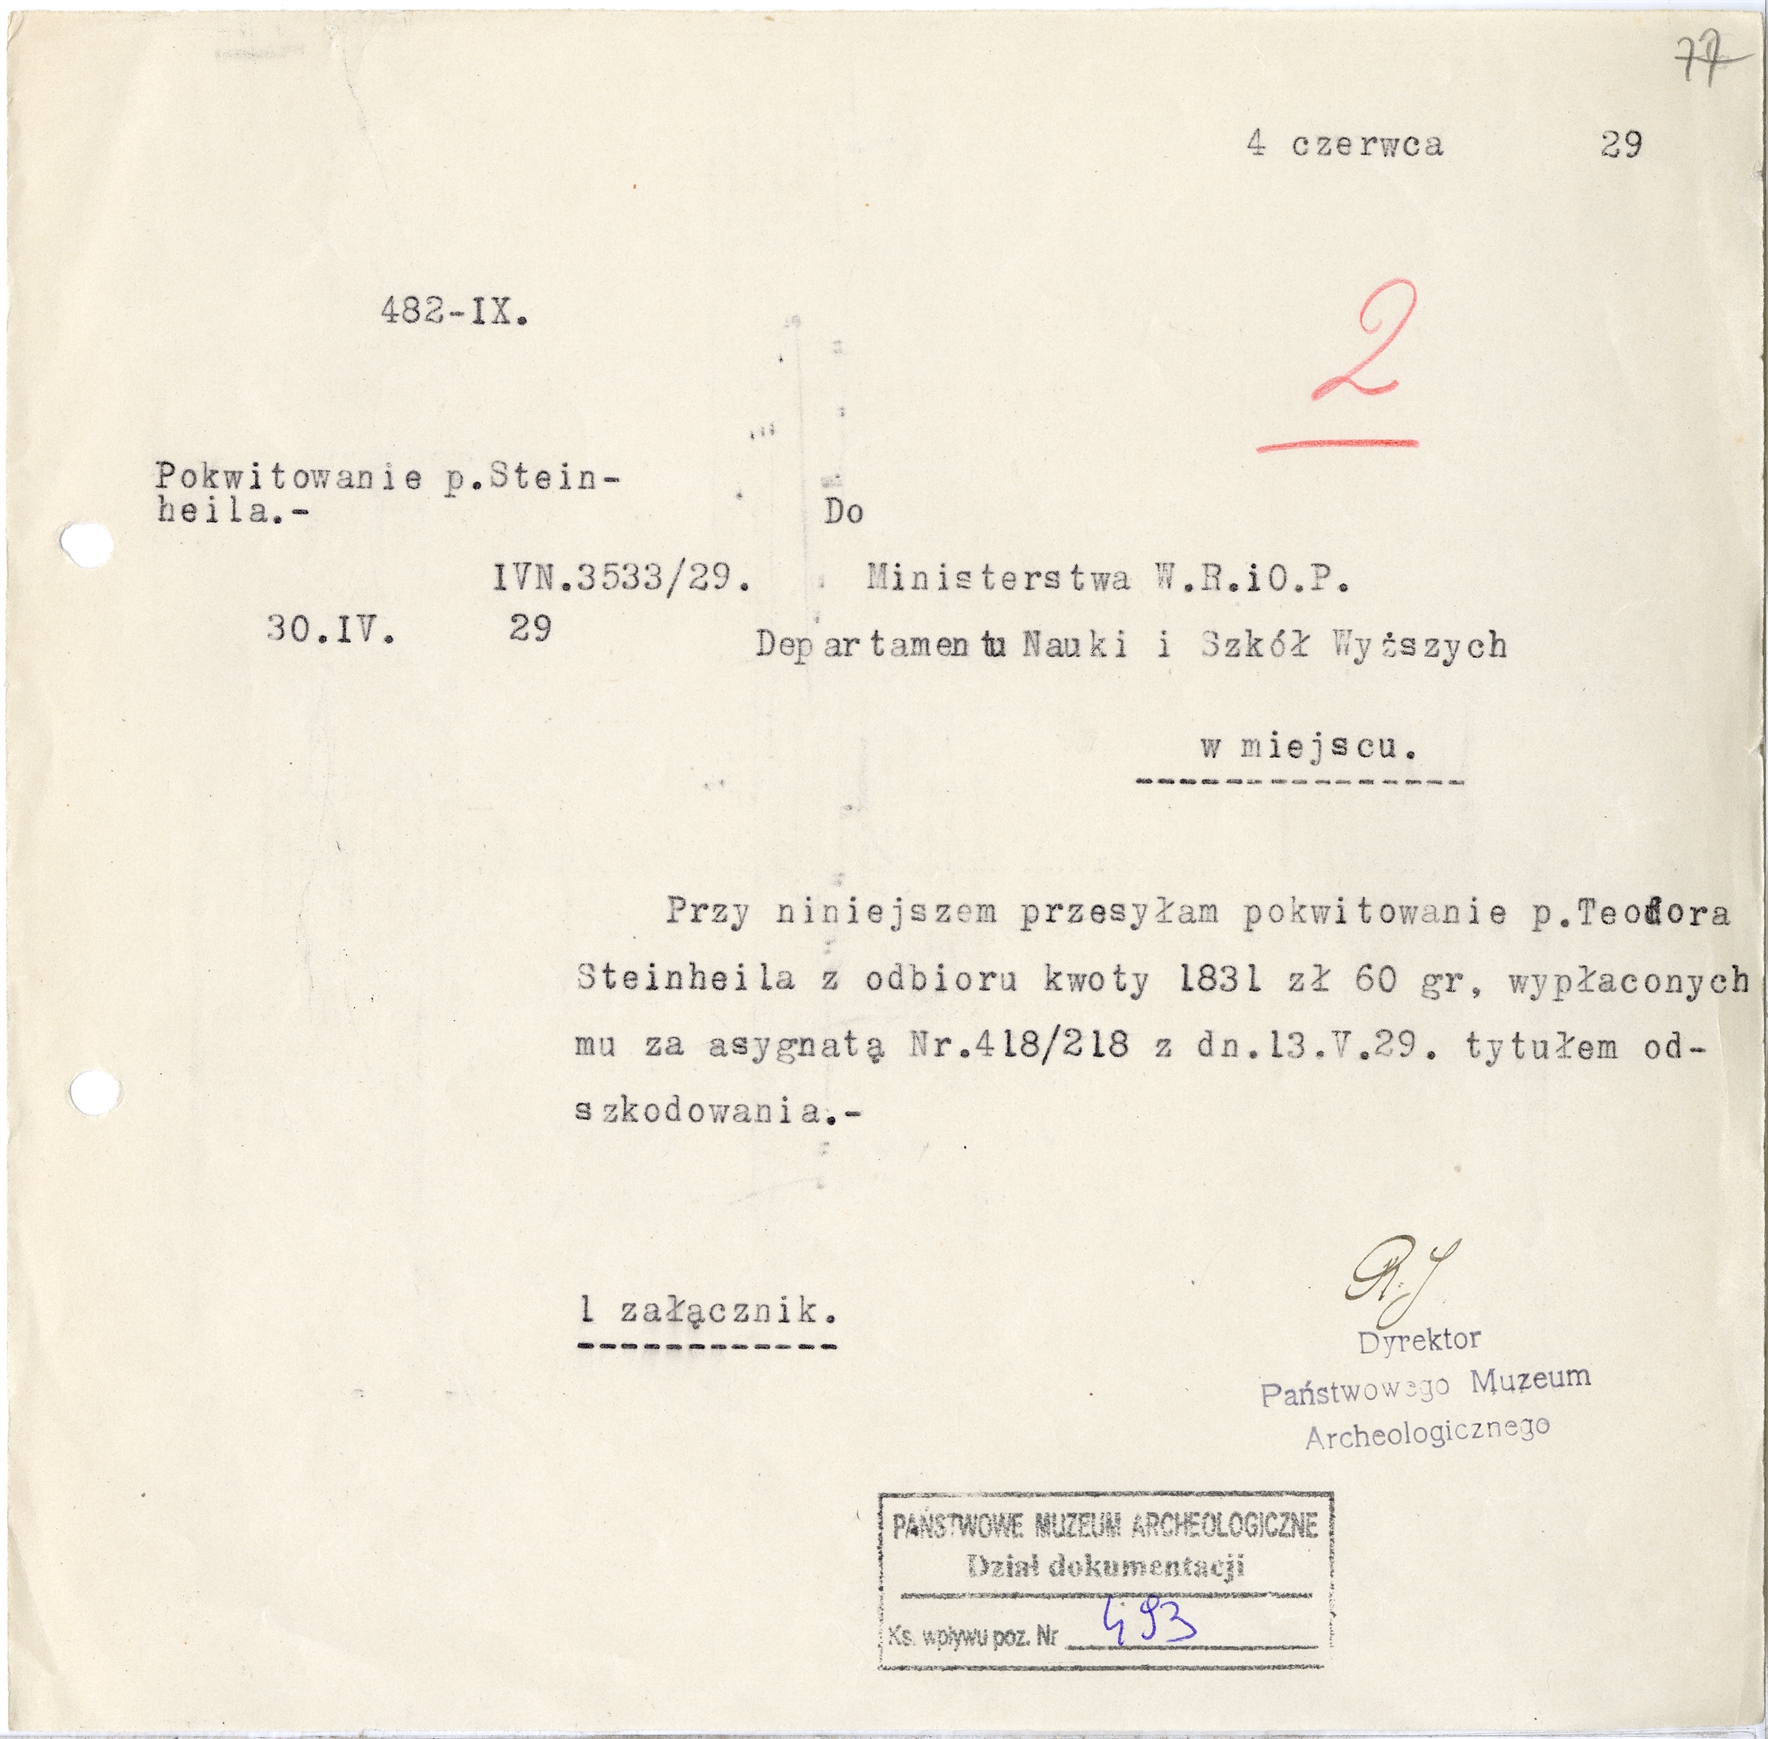 77
4 czerwca 29
482-IX.
2
Pokwitowanie p.Stein-
heila.-
Do
IVN.3533/29.
Ministerstwa W.R.iO.P.
30.IV. 29
Departamentu Nauki i Szkół Wyższych
w miejscu.
----------------
Przy niniejszem przesyłam pokwitowanie p.Teodora
Steinheila z odbioru kwoty 1831 zł 60 gr, wypłaconych
mu za asygnatą Nr.418/218 z dn.13.V.29. tytułem od-
szkodowania.-
1 załącznik.
-------------
Dyrektor
Państwowego Muzeum
Archeologicznego
PAŃSTWOWE MUZEUM ARCHEOLOGICZNE
Dział dokumentacji
Ks. wpływu poz. Nr 493